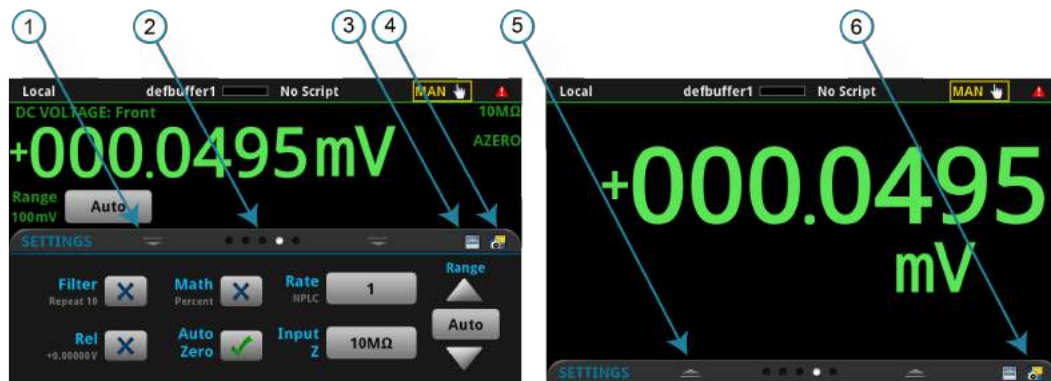 1 2 3 4 5 6
Local defbuffer1 No Script MAN
DC VOLTAGE: Front 10MΩ
+000.0495 mV AZERO
Range
100mV Auto
SETTINGS
Filter Math Rate 1 Range
Repeat 10 Percent NPLC
Auto
Rel Auto Input 10MΩ
+0.00000V Zero Z
Local defbuffer1 No Script MAN
+000.0495
mV
SETTINGS